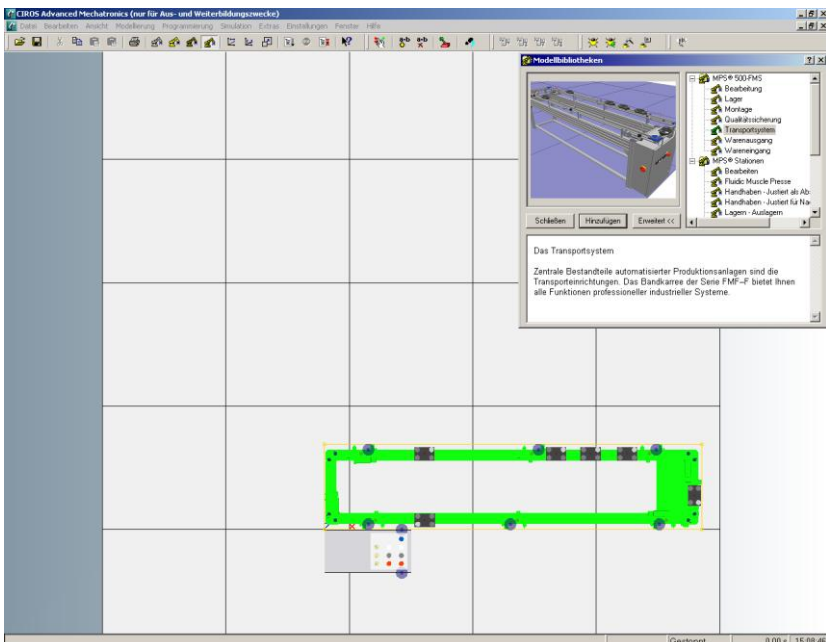 CIROS Advanced Mechatronics (nur für Aus- und Weiterbildungszwecke)
Datei Bearbeiten Ansicht Modellierung Programmierung Simulation Extras Einstellungen Fenster Hilfe
Modellbibliotheken
MPS® 500-FMS
Bearbeitung
Lager
Montage
Qualitätssicherung
Transportsystem
Warenausgang
Wareneingang
MPS® Stationen
Bearbeiten
Fluidic Muscle Presse
Handhaben - Justiert als Ab
Handhaben - Justiert für Na
Lagern - Auslagern
Schließen Hinzufügen Erweitert <<
Das Transportsystem
Zentrale Bestandteile automatisierter Produktionsanlagen sind die
Transporteinrichtungen. Das Bandkarree der Serie FMF-F bietet Ihnen
alle Funktionen professioneller industrieller Systeme.
Gestoppt 0.00 s 15:08:46